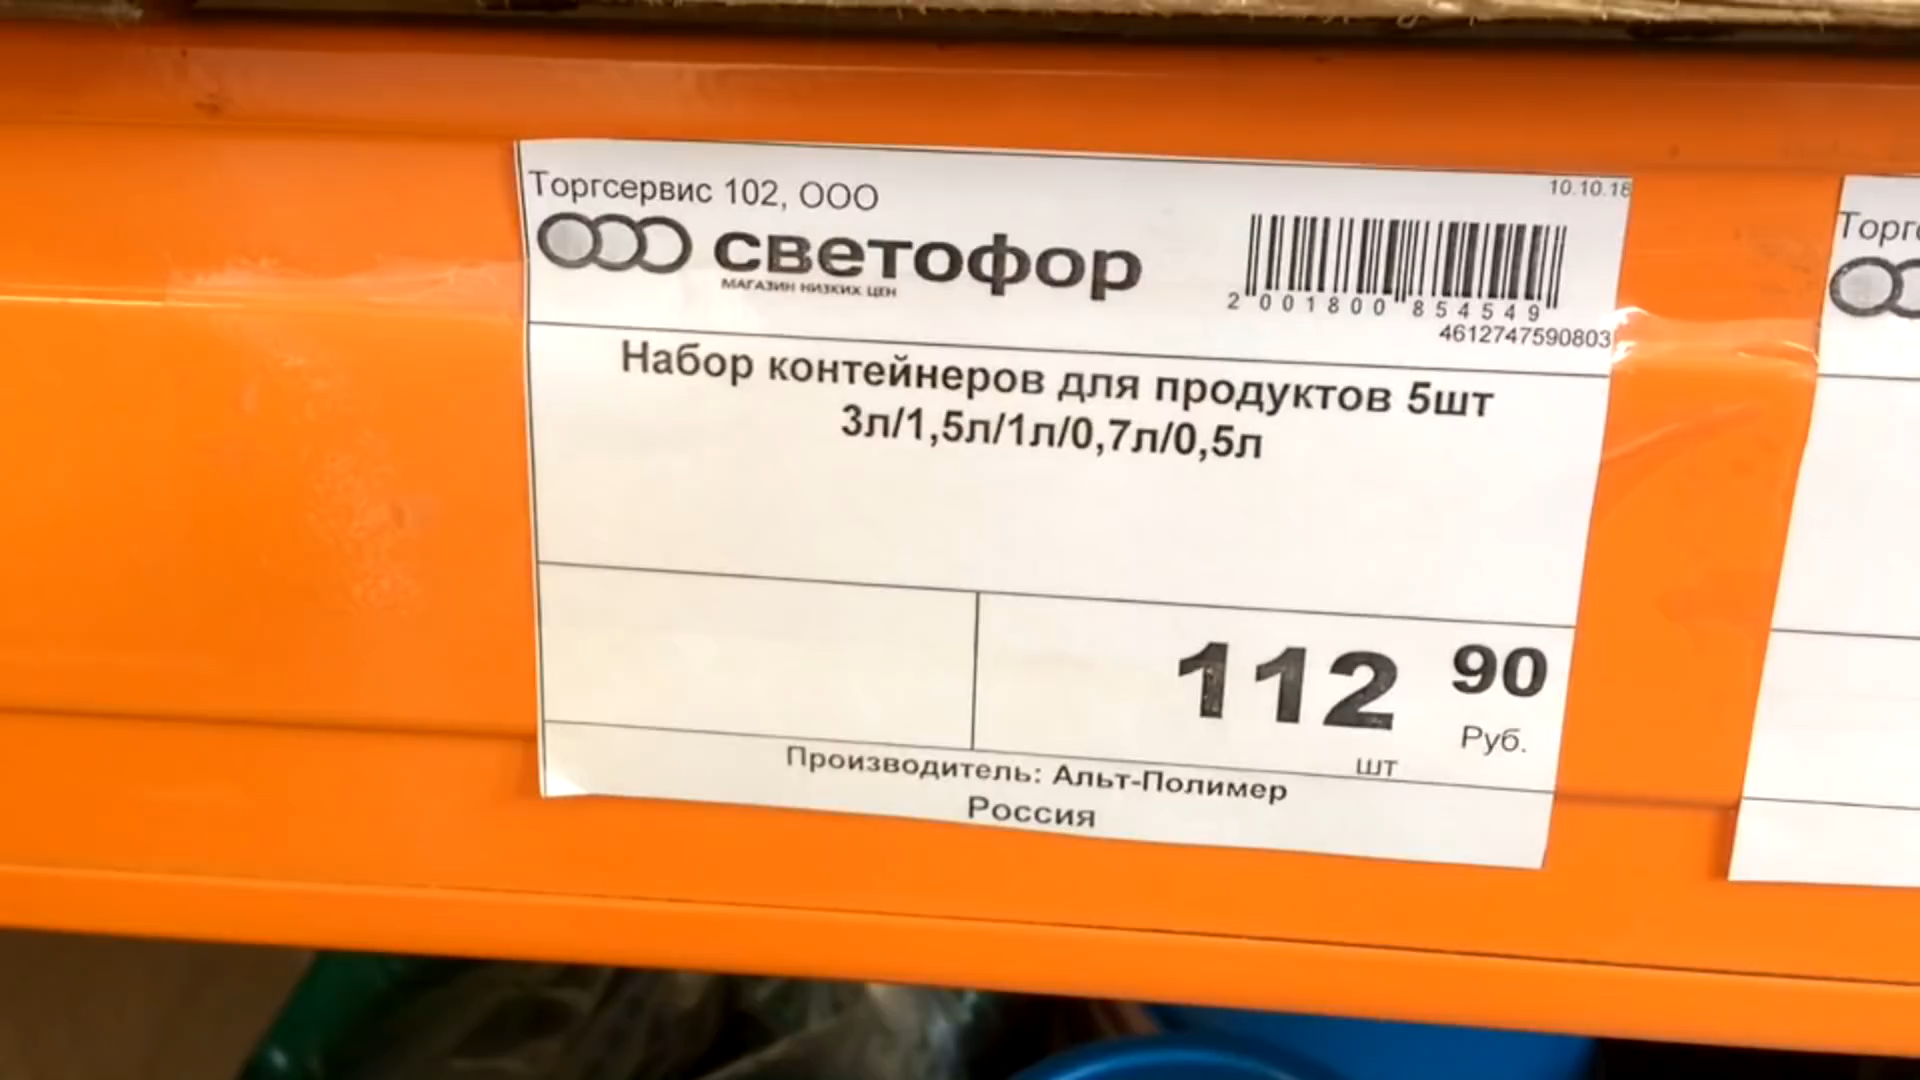 Торгсервис 102, ООО
10.10.18
светофор
МАГАЗИН НИЗКИХ ЦЕН
2 001800 854549
4612747590803
Набор контейнеров для продуктов 5шт
3л/1,5л/1л/0,7л/0,5л
112 90
Руб.
шт
Производитель: Альт-Полимер
Россия